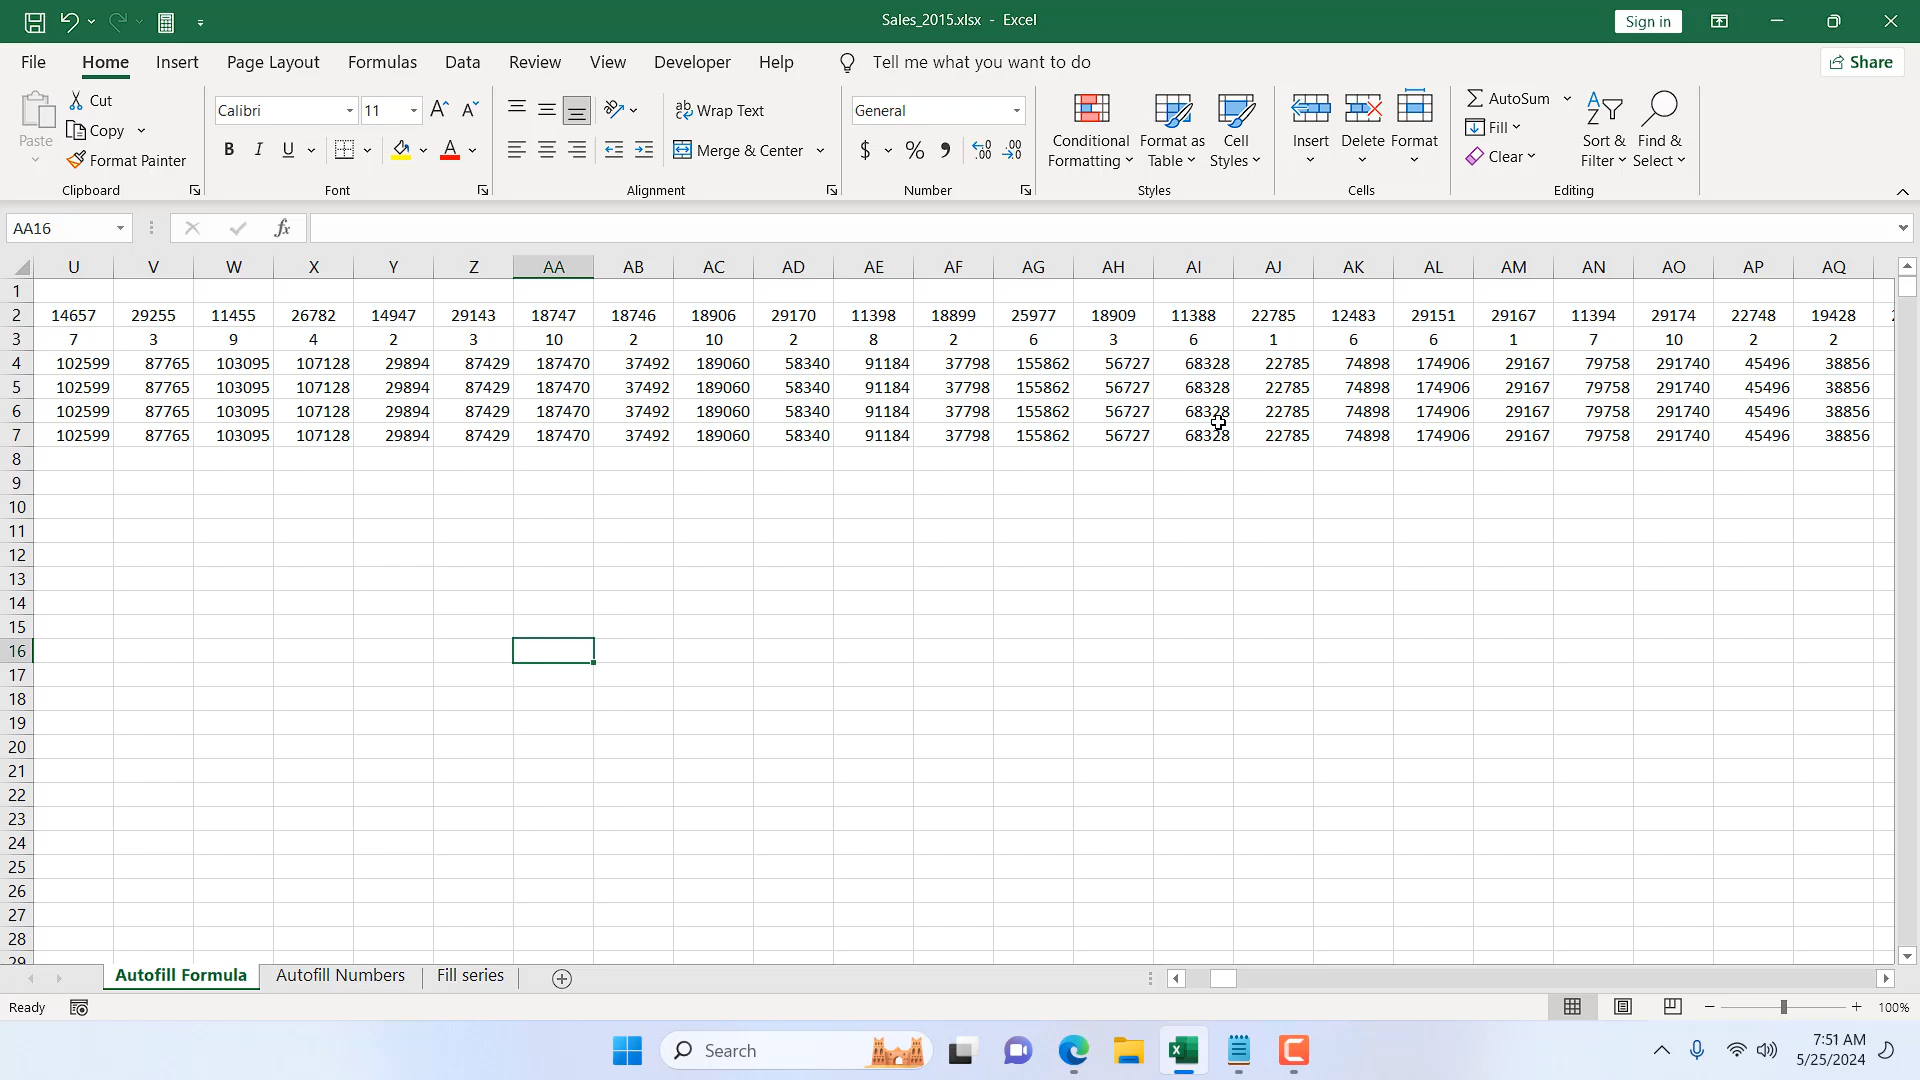 Sales_2015.xlsx - Excel
Sign in
File Home Insert Page Layout Formulas Data Review View Developer Help Tell me what you want to do Share
Paste
Cut
Copy
Format Painter
Clipboard
Calibri 11
B I U A
Font
Wrap Text
Merge & Center
Alignment
General
$ % ,
Number
Conditional Formatting
Format as Table
Cell Styles
Styles
Insert Delete Format
Cells
AutoSum
Fill
Clear
Sort & Filter
Find & Select
Editing
AA16 fx
U V W X Y Z AA AB AC AD AE AF AG AH AI AJ AK AL AM AN AO AP AQ
1
2 14657 29255 11455 26782 14947 29143 18747 18746 18906 29170 11398 18899 25977 18909 11388 22785 12483 29151 29167 11394 29174 22748 19428
3 7 3 9 4 2 3 10 2 10 2 8 2 6 3 6 1 6 6 1 7 10 2 2
4 102599 87765 103095 107128 29894 87429 187470 37492 189060 58340 91184 37798 155862 56727 68328 22785 74898 174906 29167 79758 291740 45496 38856
5 102599 87765 103095 107128 29894 87429 187470 37492 189060 58340 91184 37798 155862 56727 68328 22785 74898 174906 29167 79758 291740 45496 38856
6 102599 87765 103095 107128 29894 87429 187470 37492 189060 58340 91184 37798 155862 56727 68328 22785 74898 174906 29167 79758 291740 45496 38856
7 102599 87765 103095 107128 29894 87429 187470 37492 189060 58340 91184 37798 155862 56727 68328 22785 74898 174906 29167 79758 291740 45496 38856
8
9
10
11
12
13
14
15
16
17
18
19
20
21
22
23
24
25
26
27
28
29
Autofill Formula Autofill Numbers Fill series
Ready 100%
Search
7:51 AM
5/25/2024